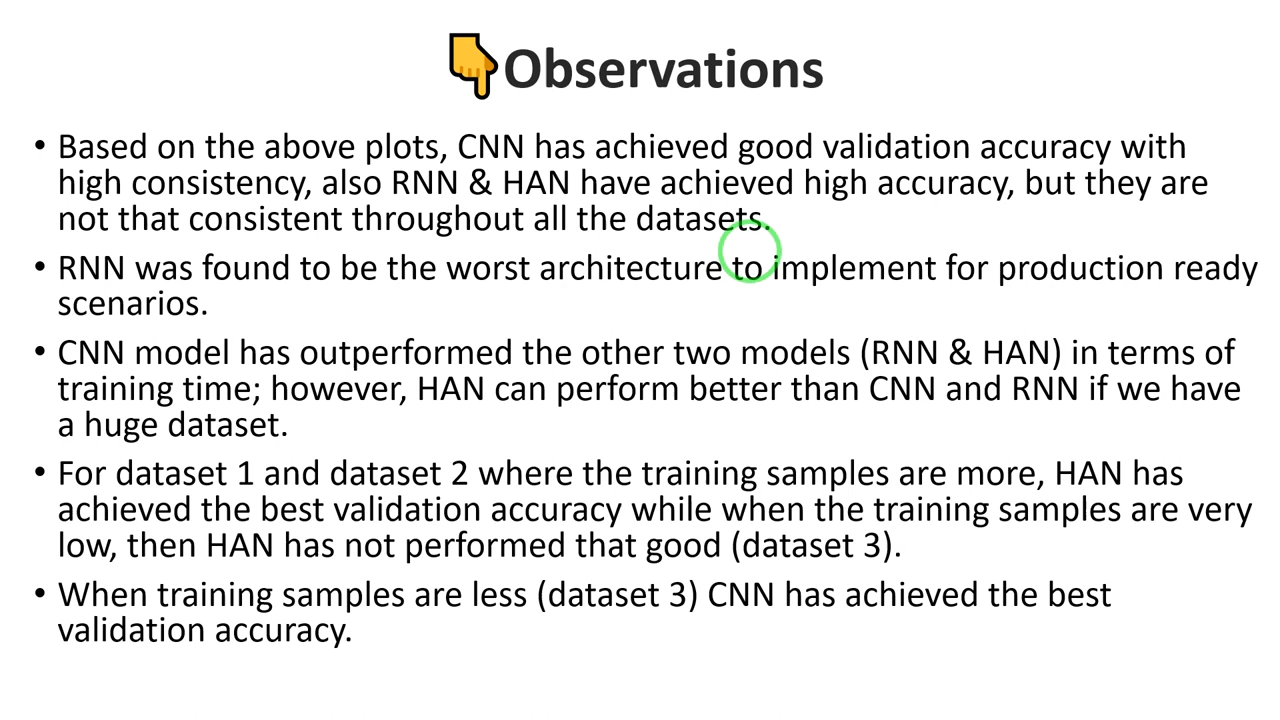 👇Observations
• Based on the above plots, CNN has achieved good validation accuracy with
high consistency, also RNN & HAN have achieved high accuracy, but they are
not that consistent throughout all the datasets.
• RNN was found to be the worst architecture to implement for production ready
scenarios.
• CNN model has outperformed the other two models (RNN & HAN) in terms of
training time; however, HAN can perform better than CNN and RNN if we have
a huge dataset.
• For dataset 1 and dataset 2 where the training samples are more, HAN has
achieved the best validation accuracy while when the training samples are very
low, then HAN has not performed that good (dataset 3).
• When training samples are less (dataset 3) CNN has achieved the best
validation accuracy.